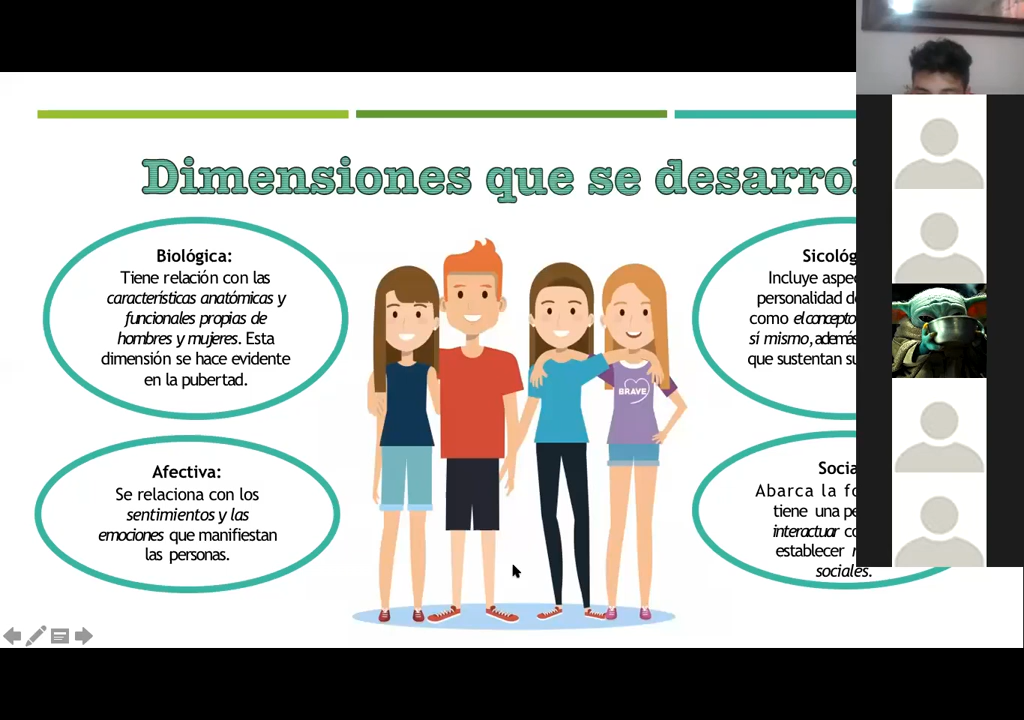 Dimensiones que se desarrol
Biológica:
Tiene relación con las
características anatómicas y
funcionales propias de
hombres y mujeres. Esta
dimensión se hace evidente
en la pubertad.
Sicológ
Incluye aspe
personalidad d
como el concepto
sí mismo, además
que sustentan su
BRAVE
Afectiva:
Se relaciona con los
sentimientos y las
emociones que manifiestan
las personas.
Socia
Abarca la fo
tiene una pe
interactuar co
establecer
sociales.